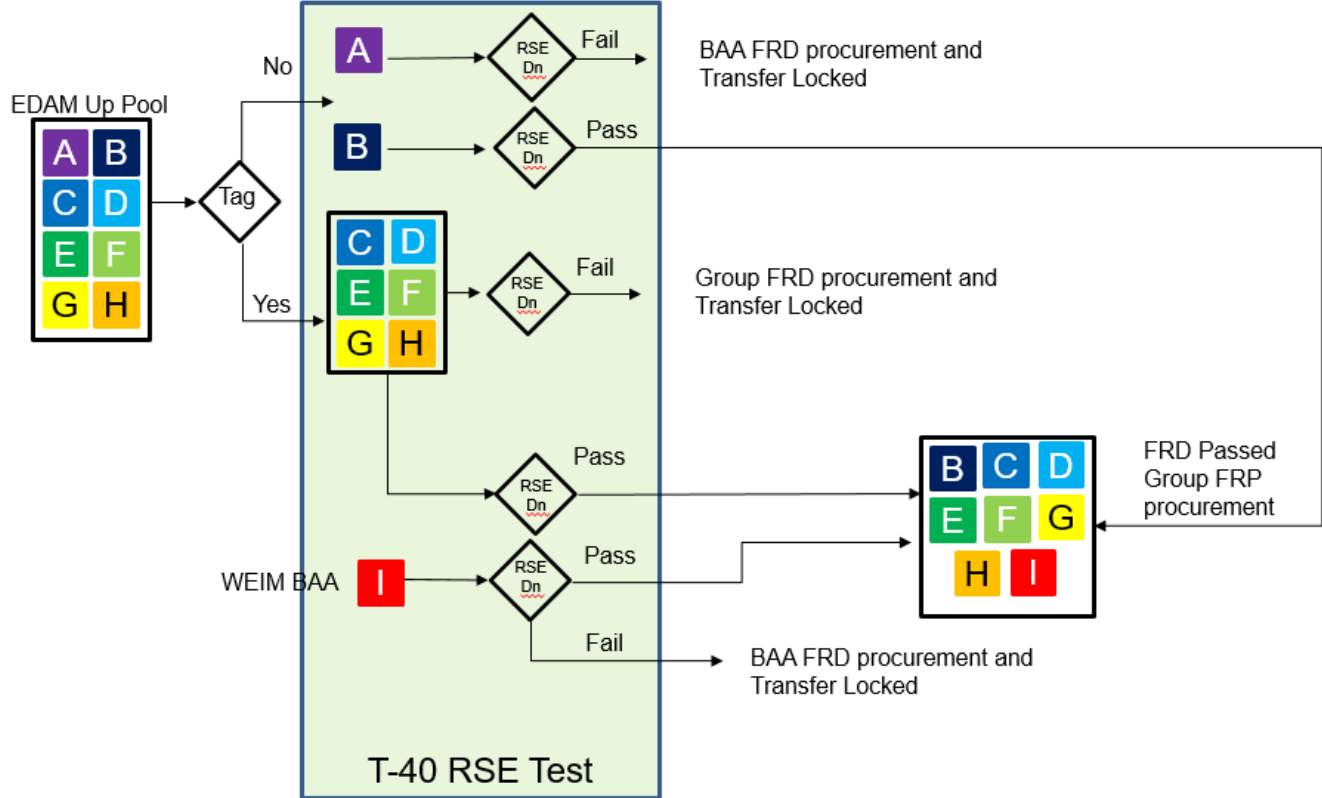 EDAM Up Pool
A B
C D
E F
G H
Tag
No
Yes
A
RSE
Dn
Fail
BAA FRD procurement and
Transfer Locked
B
RSE
Dn
Pass
C D
E F
G H
RSE
Dn
Fail
Group FRD procurement and
Transfer Locked
RSE
Dn
Pass
WEIM BAA
I
RSE
Dn
Pass
Fail
BAA FRD procurement and
Transfer Locked
B C D
E F G
H I
FRD Passed
Group FRP
procurement
T-40 RSE Test